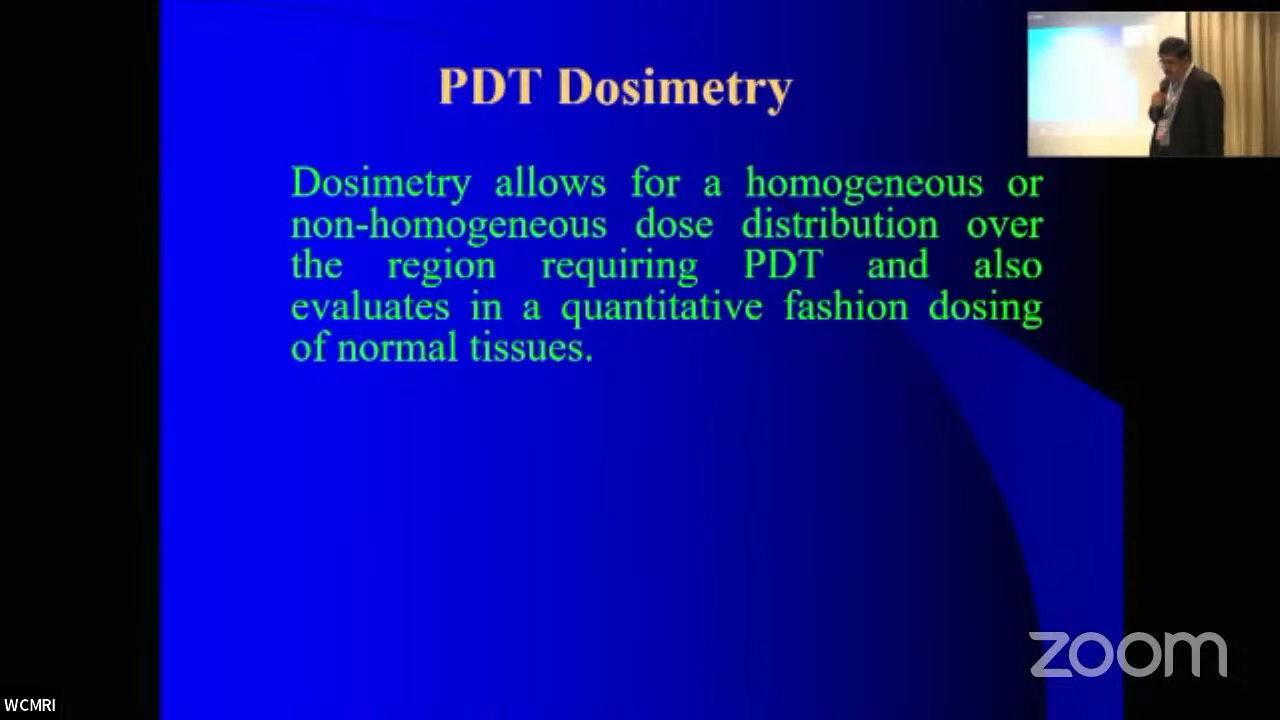 PDT Dosimetry
Dosimetry allows for a homogeneous or
non-homogeneous dose distribution over
the region requiring PDT and also
evaluates in a quantitative fashion dosing
of normal tissues.
zoom
WCMRI